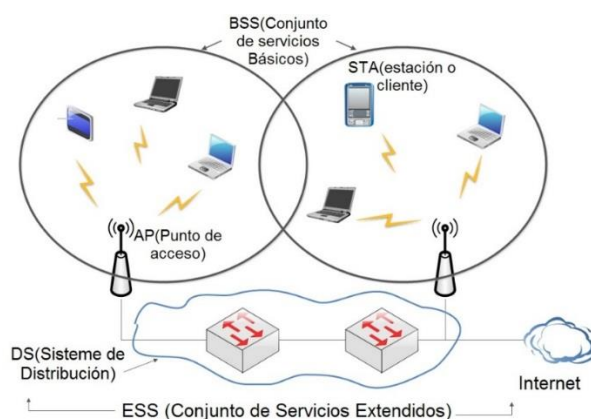 BSS(Conjunto
de servicios
Básicos)
STA(estación o
cliente)
AP(Punto de
acceso)
DS(Sisteme de
Distribución)
Internet
ESS (Conjunto de Servicios Extendidos)